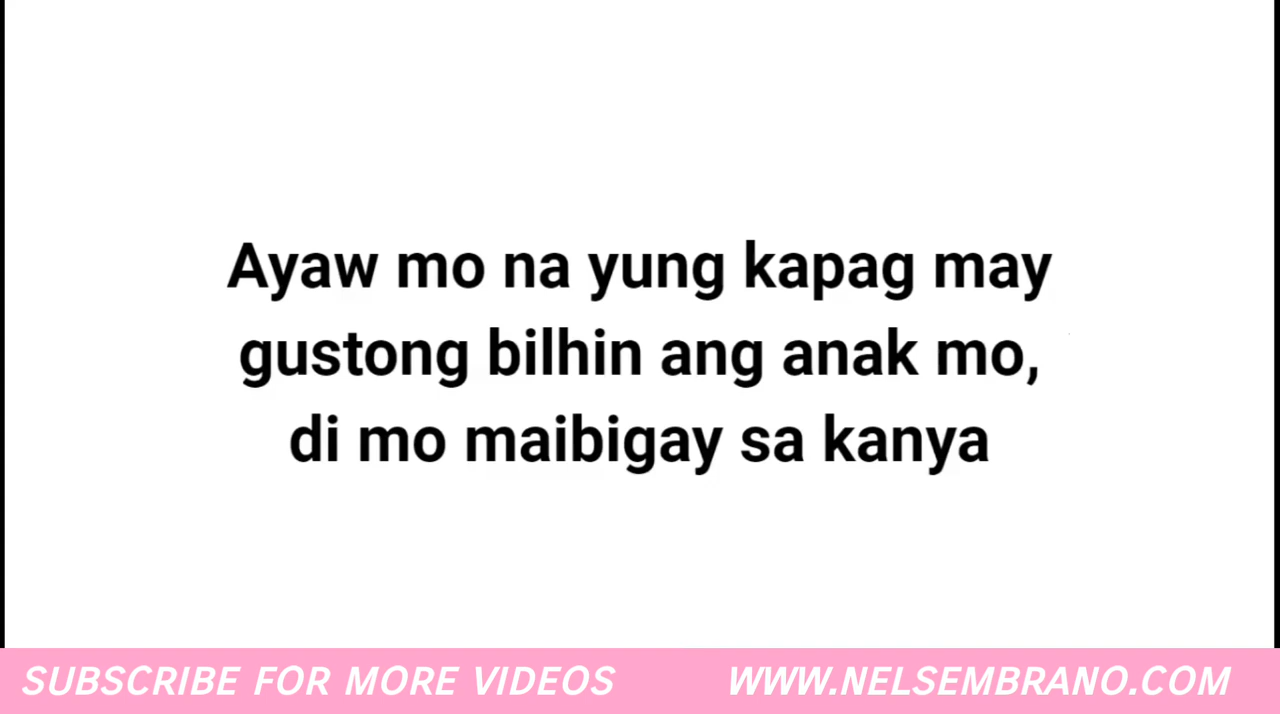 Ayaw mo na yung kapag may
gustong bilhin ang anak mo,
di mo maibigay sa kanya
SUBSCRIBE FOR MORE VIDEOS
WWW.NELSEMBRANO.COM